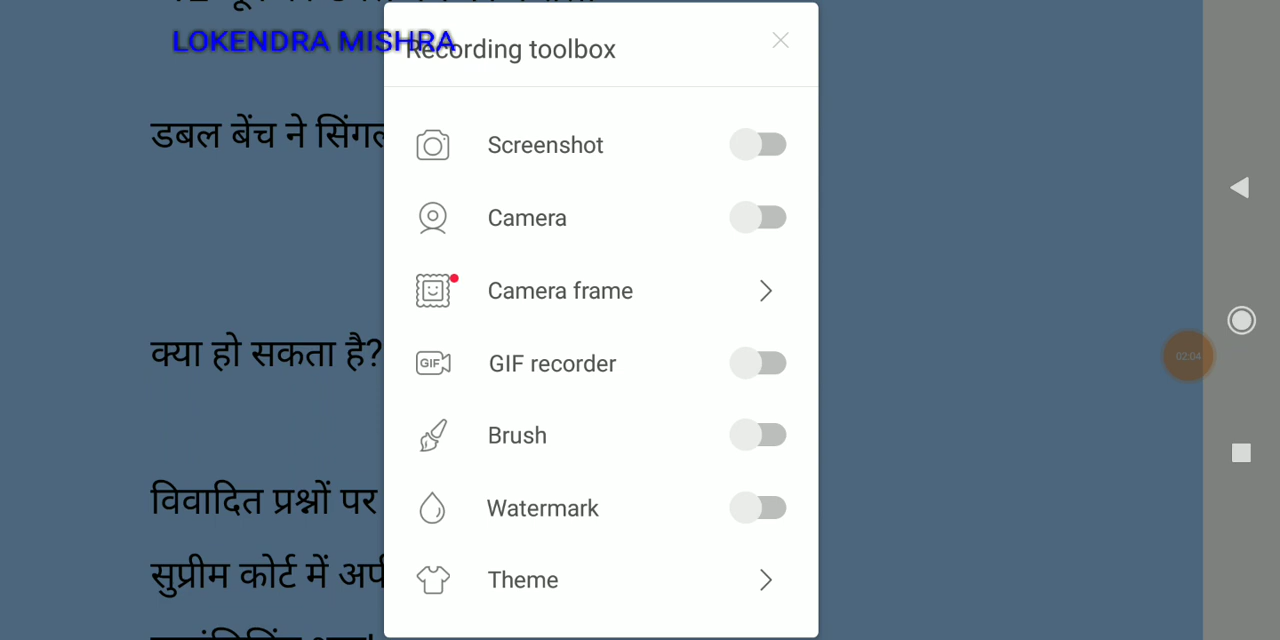 LOKENDRA MISHRA
Recording toolbox
डबल बेंच ने
Screenshot
Camera
Camera frame
क्या हो सकता है?
GIF
GIF recorder
02:04
Brush
विवादित प्रश्नों पर
Watermark
सुप्रीम कोर्ट में
Theme